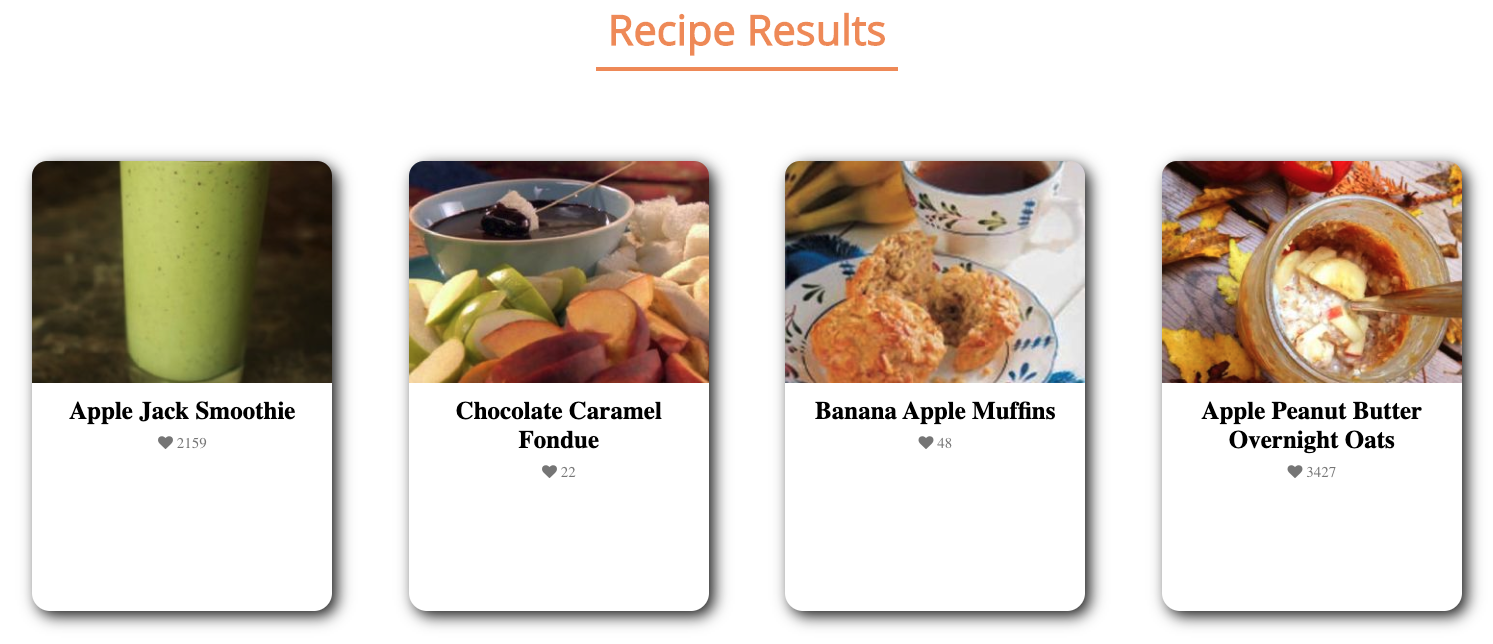 Recipe Results
Apple Jack Smoothie
2159
Chocolate Caramel
Fondue
22
Banana Apple Muffins
48
Apple Peanut Butter
Overnight Oats
3427